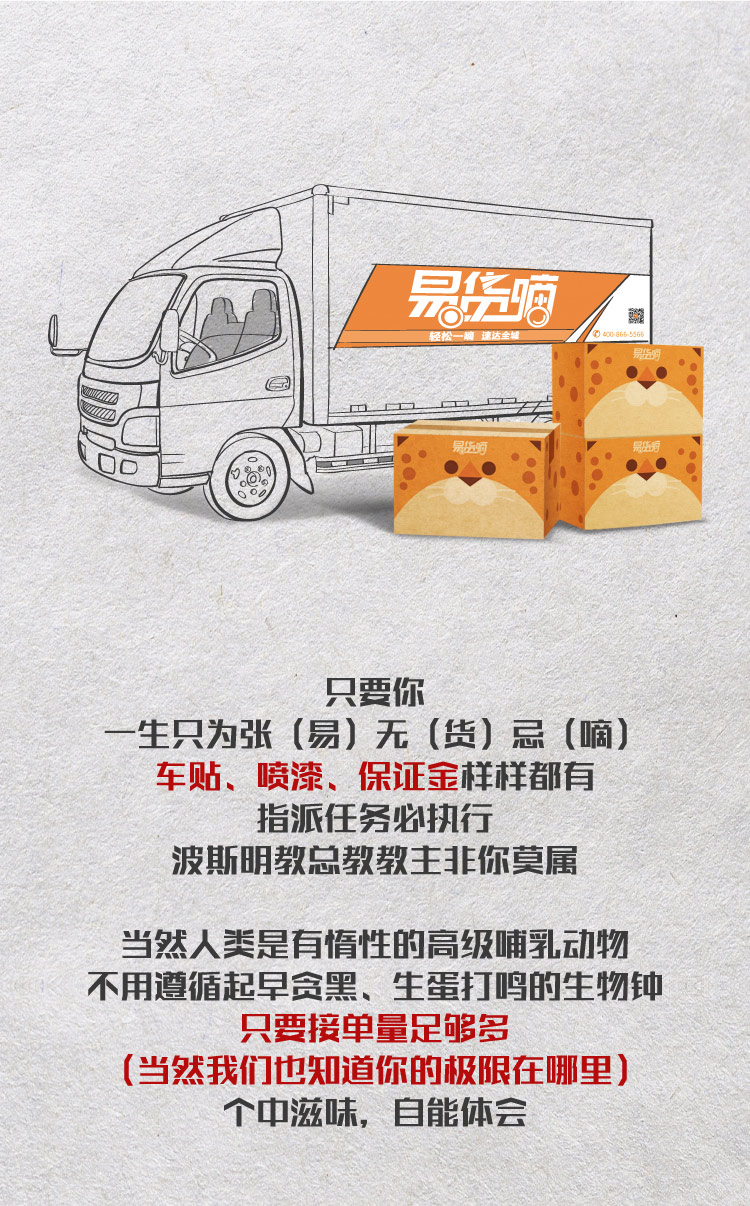 易货嘀
轻松一嘀 速达全城
400-866-5566
易货嘀
易货嘀
易货嘀
只要你
一生只为张（易）无（货）忌（嘀）
车贴、喷漆、保证金样样都有
指派任务必执行
波斯明教总教教主非你莫属
当然人类是有惰性的高级哺乳动物
不用遵循起早贪黑、生蛋打鸣的生物钟
只要接单量足够多
（当然我们也知道你的极限在哪里）
个中滋味，自能体会